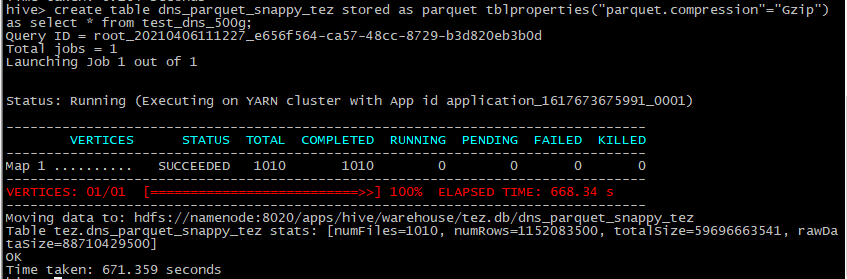 hive> create table dns_parquet_snappy_tez stored as parquet tblproperties("parquet.compression"="Gzip")
as select * from test_dns_500g;
Query ID = root_20210406111227_e656f564-ca57-48cc-8729-b3d820eb3b0d
Total jobs = 1
Launching Job 1 out of 1
Status: Running (Executing on YARN cluster with App id application_1617673675991_0001)
--------------------------------------------------------------------------------
VERTICES STATUS TOTAL COMPLETED RUNNING PENDING FAILED KILLED
--------------------------------------------------------------------------------
Map 1 .......... SUCCEEDED 1010 1010 0 0 0 0
--------------------------------------------------------------------------------
VERTICES: 01/01 [==========================>>] 100% ELAPSED TIME: 668.34 s
--------------------------------------------------------------------------------
Moving data to: hdfs://namenode:8020/apps/hive/warehouse/tez.db/dns_parquet_snappy_tez
Table tez.dns_parquet_snappy_tez stats: [numFiles=1010, numRows=1152083500, totalSize=59696663541, rawDa
taSize=88710429500]
OK
Time taken: 671.359 seconds